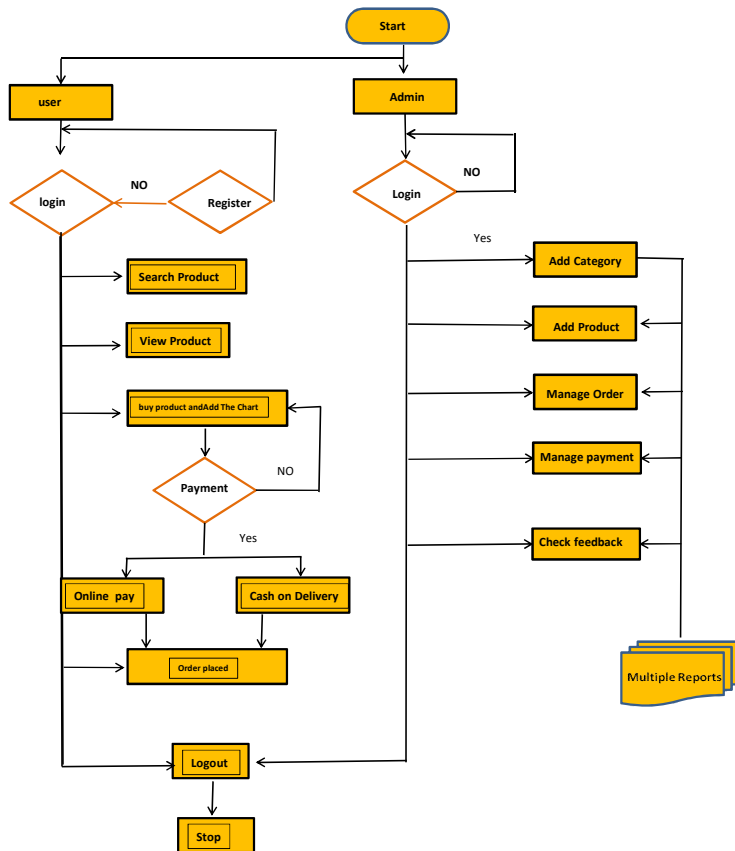 Start
user
Admin
NO
login
Register
Login
NO
Yes
Search Product
Add Category
View Product
Add Product
buy product andAdd The Chart
Manage Order
Payment
NO
Manage payment
Yes
Check feedback
Online pay
Cash on Delivery
Order placed
Multiple Reports
Logout
Stop